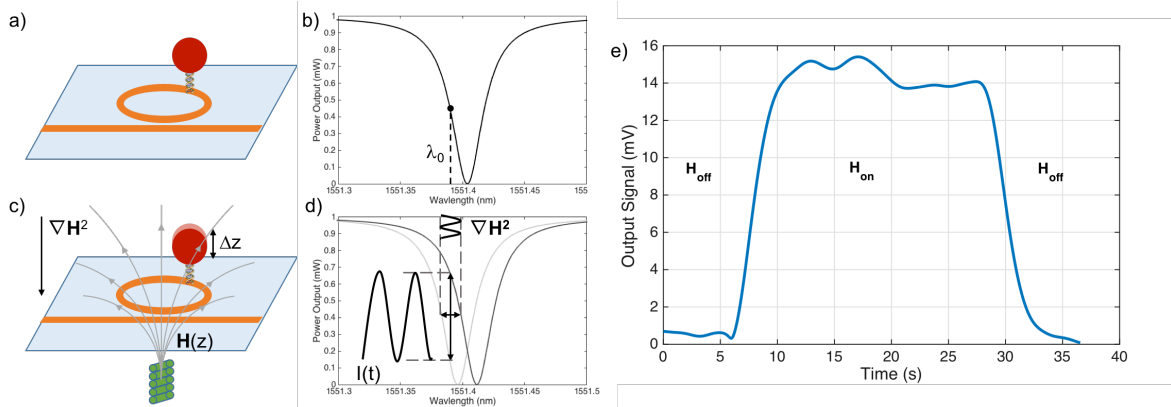 a)
b)
Power Output (mW)
1
0.9
0.8
0.7
0.6
0.5
0.4
0.3
0.2
0.1
0
λ0
1551.3
1551.35
1551.4
1551.45
155
Wavelength (nm)
c)
∇H²
Δz
H(z)
d)
∇H²
Power Output (mW)
1
0.9
0.8
0.7
0.6
0.5
0.4
0.3
0.2
0.1
0
I(t)
1551.3
1551.35
1551.4
1551.45
1551.5
Wavelength (nm)
e)
Output Signal (mV)
16
14
12
10
8
6
4
2
0
Hoff
Hon
Hoff
0
5
10
15
20
25
30
35
40
Time (s)